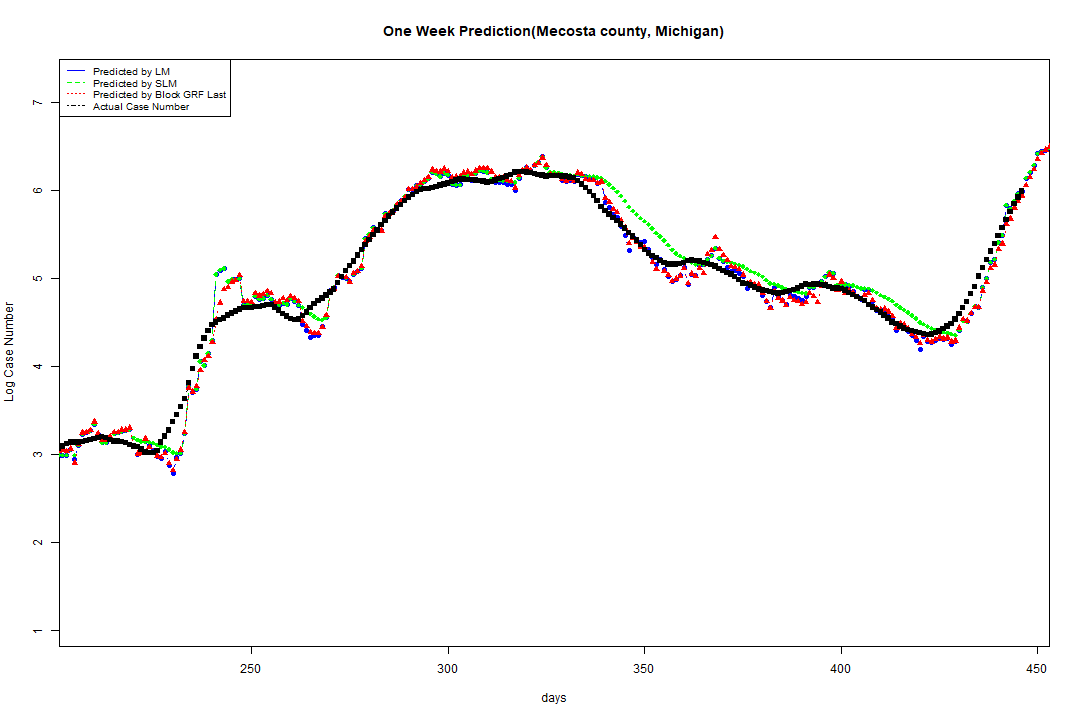 One Week Prediction(Mecosta county, Michigan)
Predicted by LM
Predicted by SLM
Predicted by Block GRF Last
Actual Case Number
7
6
5
4
3
2
1
Log Case Number
250 300 350 400 450
days